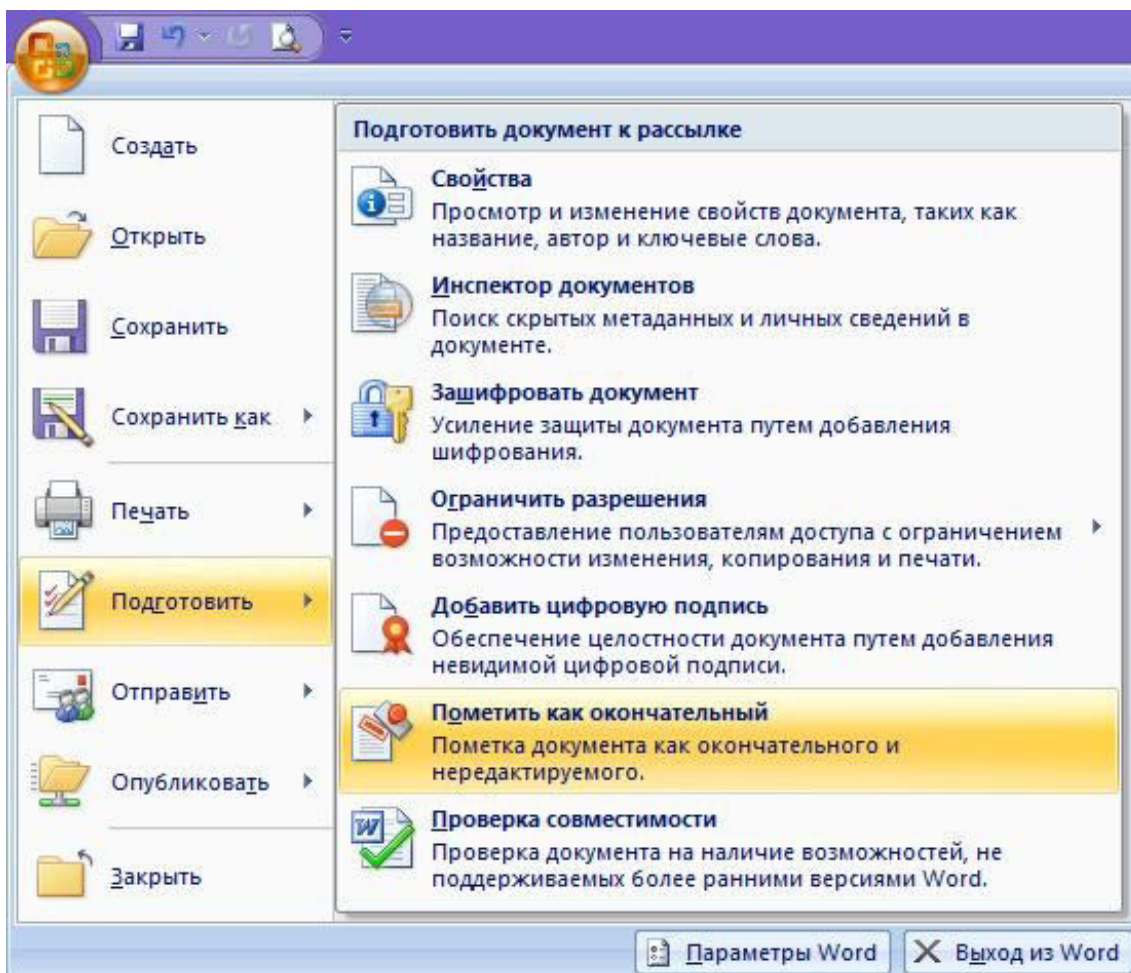 Создать
Открыть
Сохранить
Сохранить как
Печать
Подготовить
Отправить
Опубликовать
Закрыть
Подготовить документ к рассылке
Свойства
Просмотр и изменение свойств документа, таких как
название, автор и ключевые слова.
Инспектор документов
Поиск скрытых метаданных и личных сведений в
документе.
Зашифровать документ
Усиление защиты документа путем добавления
шифрования.
Ограничить разрешения
Предоставление пользователям доступа с ограничением
возможности изменения, копирования и печати.
Добавить цифровую подпись
Обеспечение целостности документа путем добавления
невидимой цифровой подписи.
Пометить как окончательный
Пометка документа как окончательного и
нередактируемого.
Проверка совместимости
Проверка документа на наличие возможностей, не
поддерживаемых более ранними версиями Word.
Параметры Word
Выход из Word